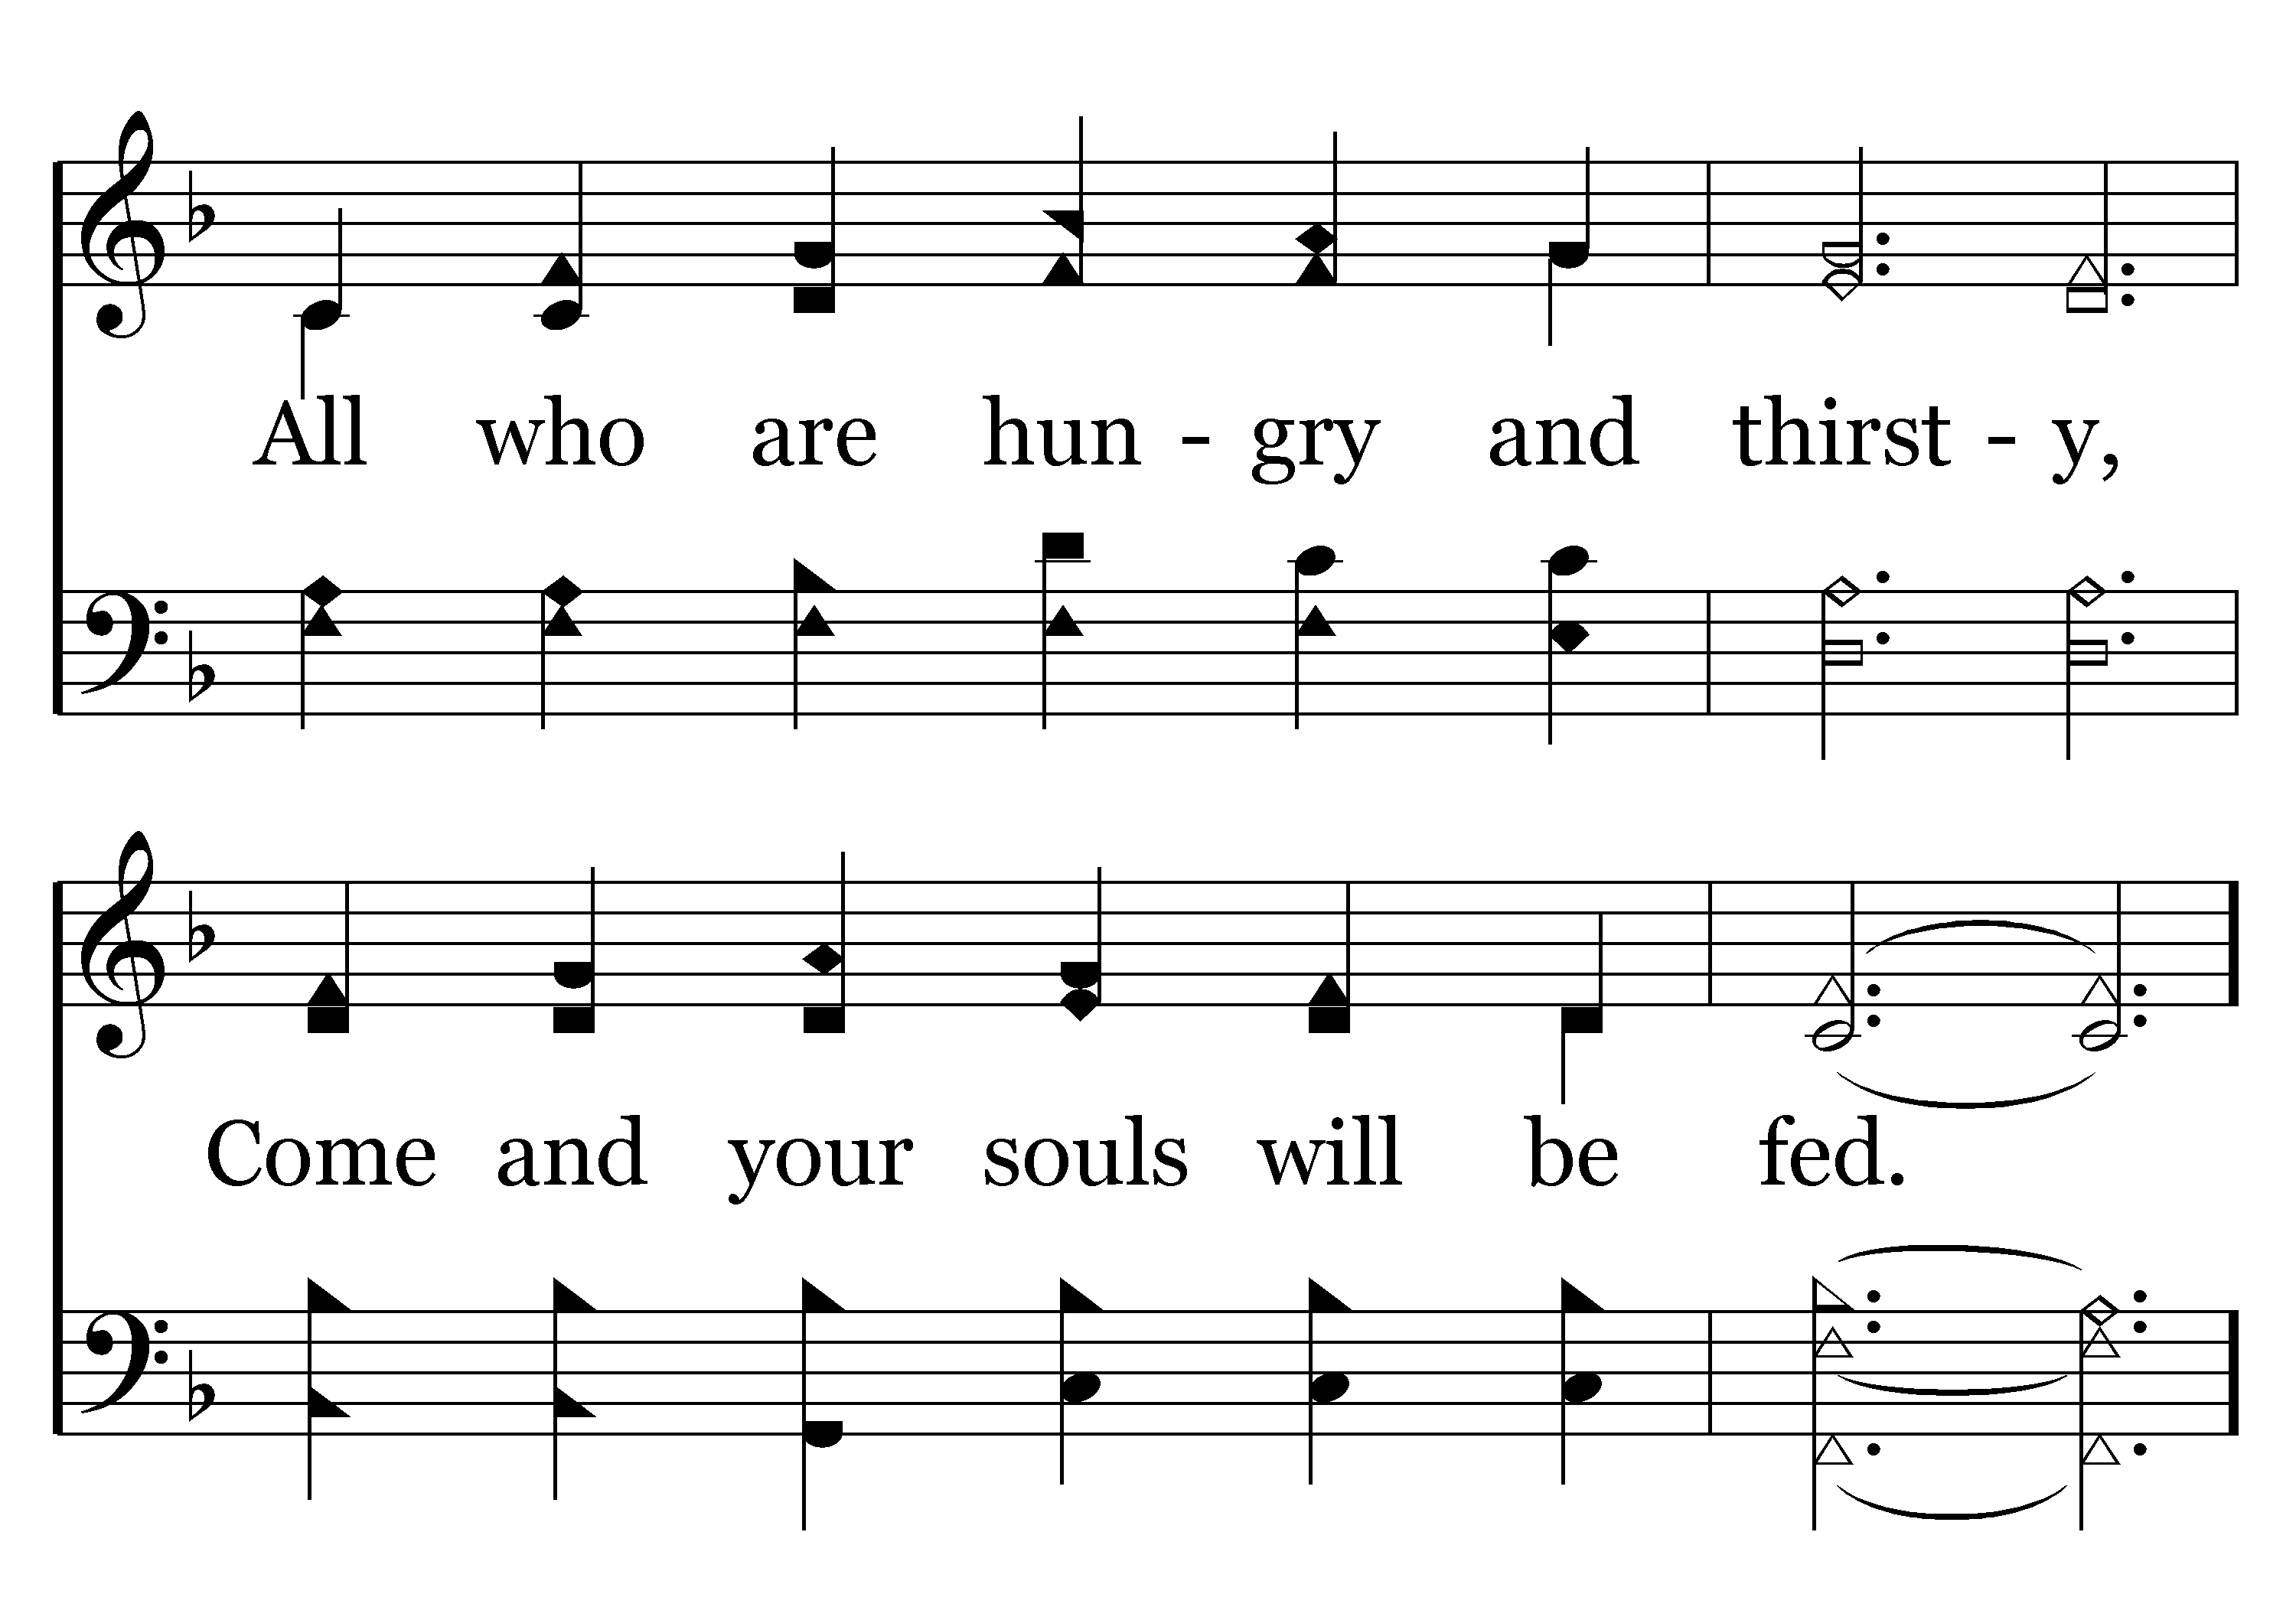 All who are hun - gry and thirst - y,
Come and your souls will be fed.